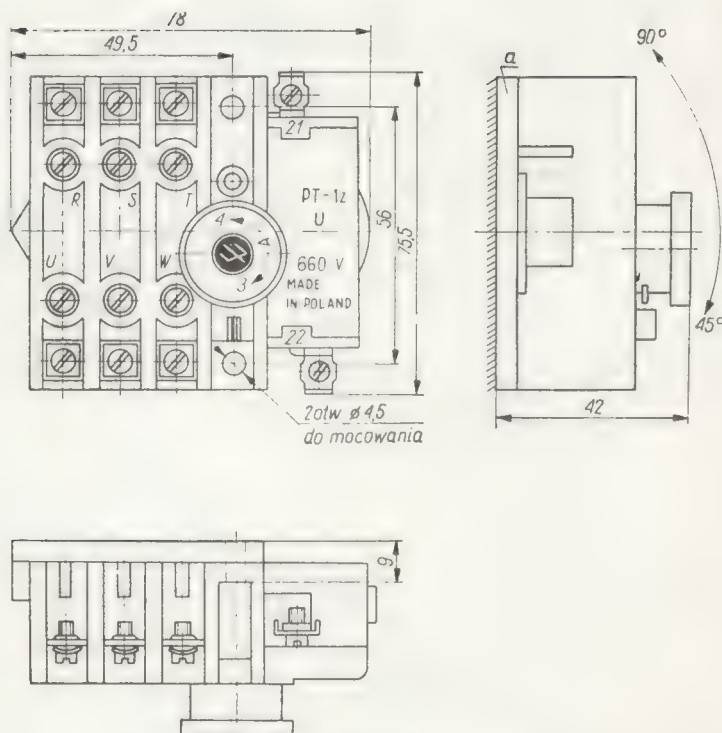 78
49,5
21
R S T
4
A
U V W
3
PT-1z
U
660 V
MADE
IN POLAND
22
56
75,5
2otw ø 4,5
do mocowania
a
90°
45°
42
9